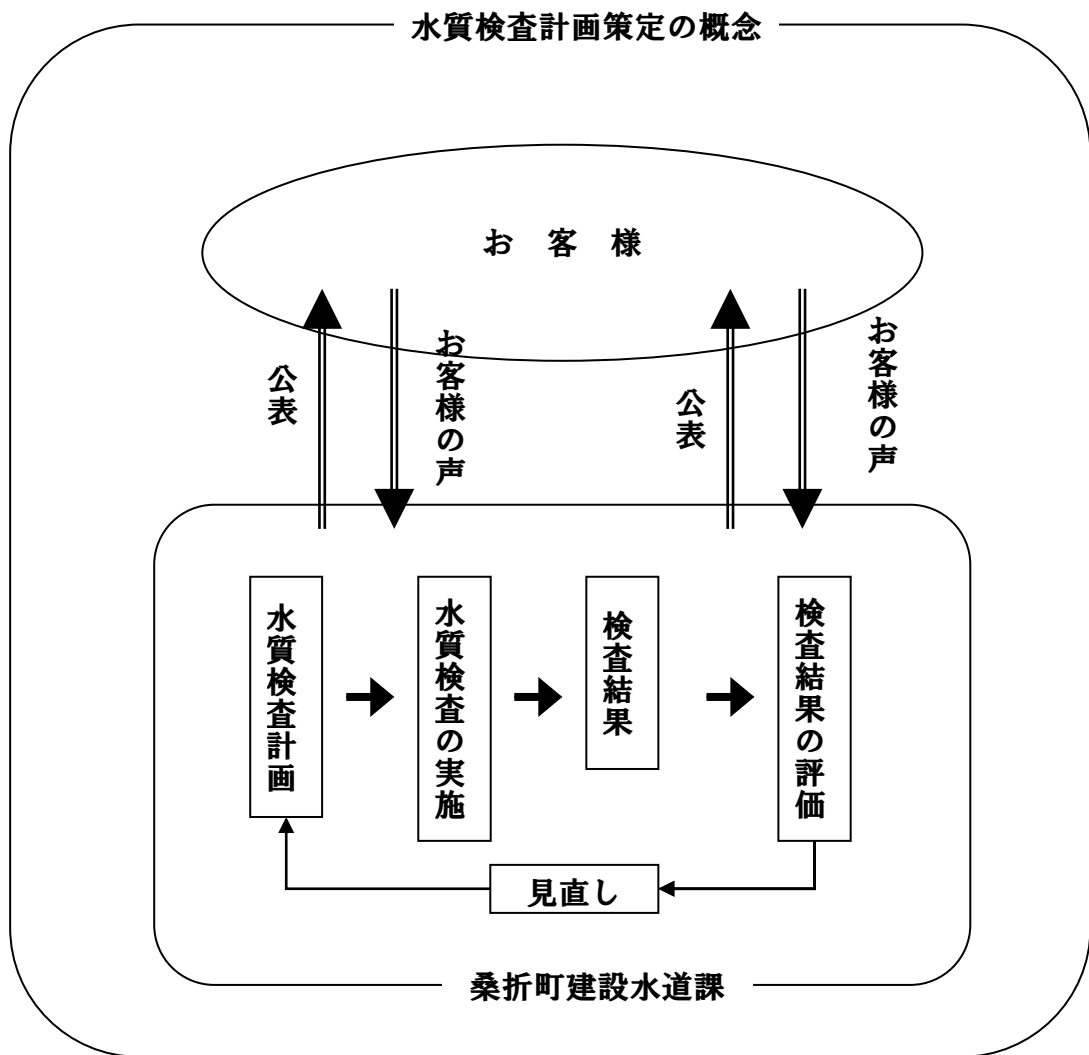 水質検査計画策定の概念
お 客 様
公表
お客様の声
公表
お客様の声
水質検査計画
水質検査の実施
検査結果
検査結果の評価
見直し
桑折町建設水道課